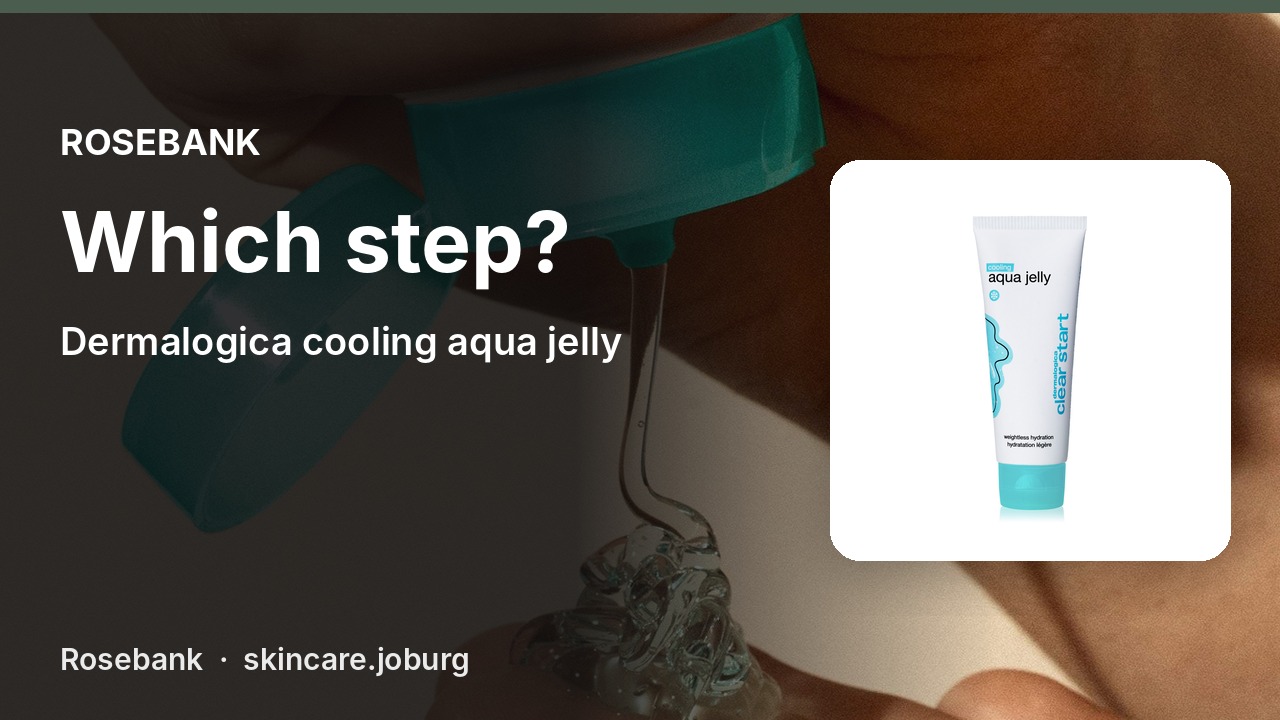 ROSEBANK
Which step?
Dermalogica cooling aqua jelly
cooling
aqua jelly
dermalogica
clear start
weightless hydration
hydratation légère
Rosebank · skincare.joburg